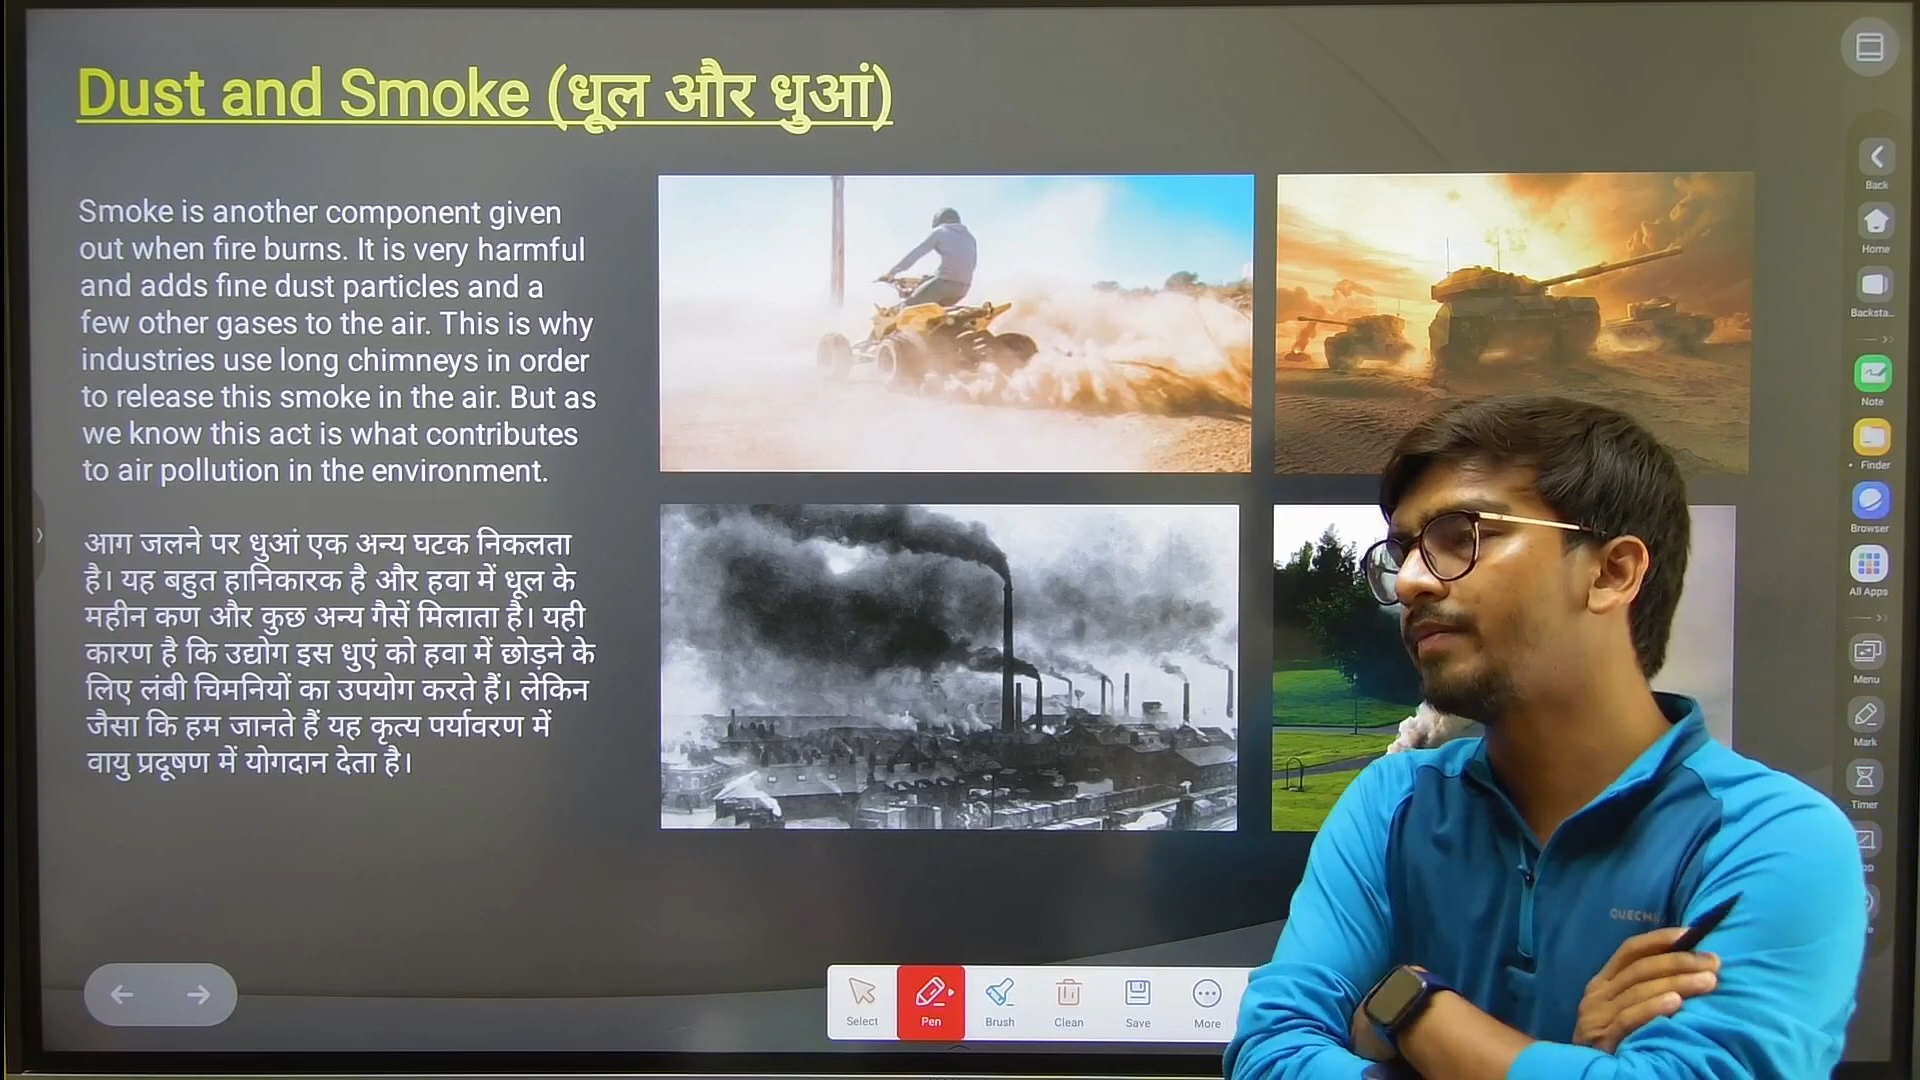 Dust and Smoke (धूल और धुआं)
Smoke is another component given
out when fire burns. It is very harmful
and adds fine dust particles and a
few other gases to the air. This is why
industries use long chimneys in order
to release this smoke in the air. But as
we know this act is what contributes
to air pollution in the environment.
आग जलने पर धुआं एक अन्य घटक निकलता
है। यह बहुत हानिकारक है और हवा में धूल के
महीन कण और कुछ अन्य गैसें मिलाता है। यही
कारण है कि उद्योग इस धुएं को हवा में छोड़ने के
लिए लंबी चिमनियों का उपयोग करते हैं। लेकिन
जैसा कि हम जानते हैं यह कृत्य पर्यावरण में
वायु प्रदूषण में योगदान देता है।
Back
Home
Backsta...
Note
Finder
Browser
All Apps
Menu
Mark
Timer
Select
Pen
Brush
Clean
Save
More